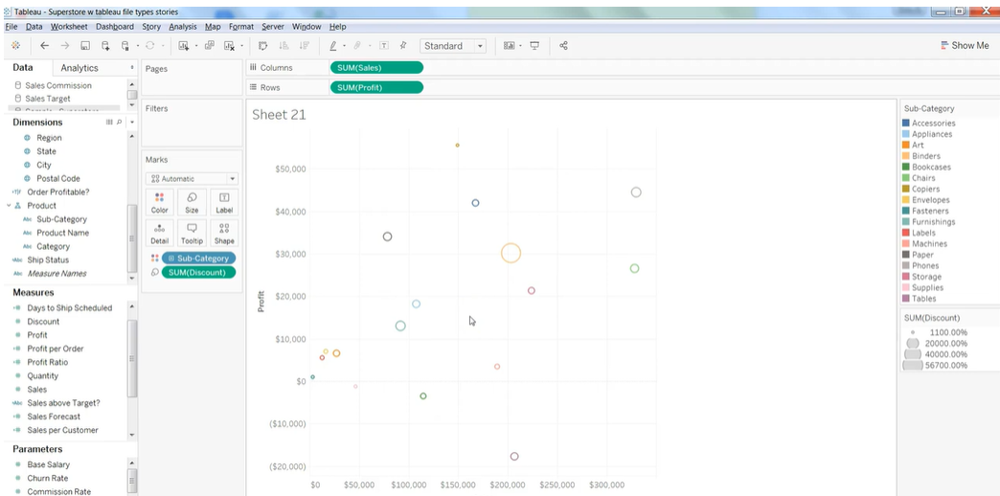 Tableau - Superstore w tableau file types stories
File Data Worksheet Dashboard Story Analysis Map Format Server Window Help
Standard
Show Me
Data Analytics
Sales Commission
Sales Target
Dimensions
Region
State
City
Postal Code
Order Profitable?
Product
Abc Sub-Category
Abc Product Name
Abc Category
Abc Ship Status
Abc Measure Names
Measures
Days to Ship Scheduled
Discount
Profit
Profit per Order
Profit Ratio
Quantity
Sales
Sales above Target?
Sales Forecast
Sales per Customer
Parameters
Base Salary
Churn Rate
Commission Rate
Pages
Filters
Marks
Automatic
Color Size Label
Detail Tooltip Shape
Sub-Category
SUM(Discount)
Columns SUM(Sales)
Rows SUM(Profit)
Sheet 21
Profit
$50,000
$40,000
$30,000
$20,000
$10,000
$0
($10,000)
($20,000)
$0 $50,000 $100,000 $150,000 $200,000 $250,000 $300,000
Sub-Category
Accessories
Appliances
Art
Binders
Bookcases
Chairs
Copiers
Envelopes
Fasteners
Furnishings
Labels
Machines
Paper
Phones
Storage
Supplies
Tables
SUM(Discount)
1100.00%
20000.00%
40000.00%
56700.00%